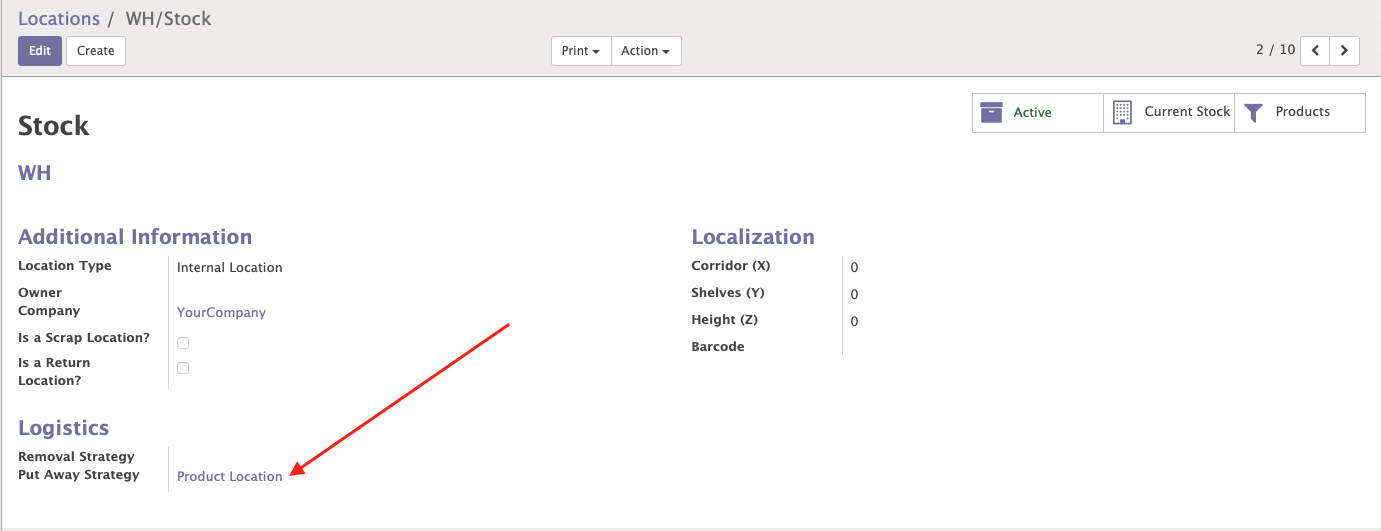 Locations / WH/Stock
Edit Create Print Action 2 / 10
Active Current Stock Products
Stock
WH
Additional Information
Location Type Internal Location
Owner
Company YourCompany
Is a Scrap Location?
Is a Return
Location?
Localization
Corridor (X) 0
Shelves (Y) 0
Height (Z) 0
Barcode
Logistics
Removal Strategy
Put Away Strategy Product Location